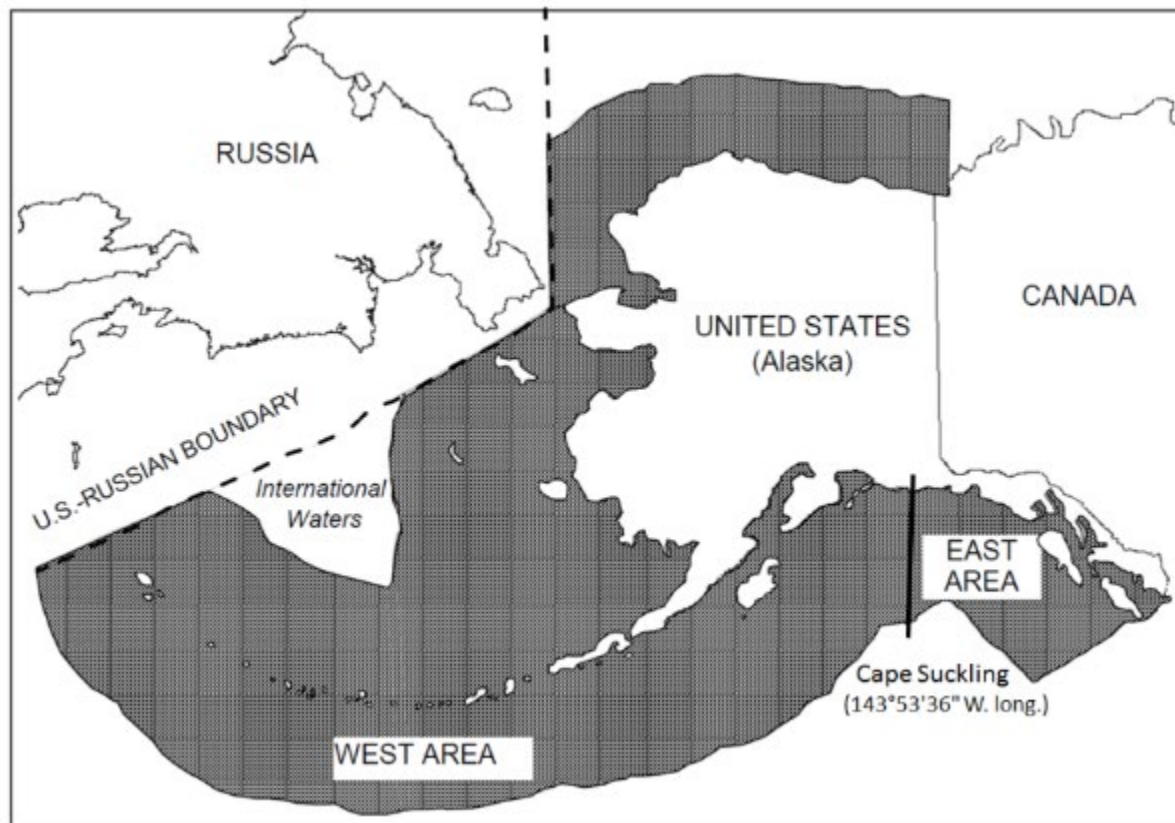 RUSSIA
CANADA
UNITED STATES
(Alaska)
U.S.-RUSSIAN BOUNDARY
International
Waters
EAST
AREA
Cape Suckling
(143°53'36" W. long.)
WEST AREA